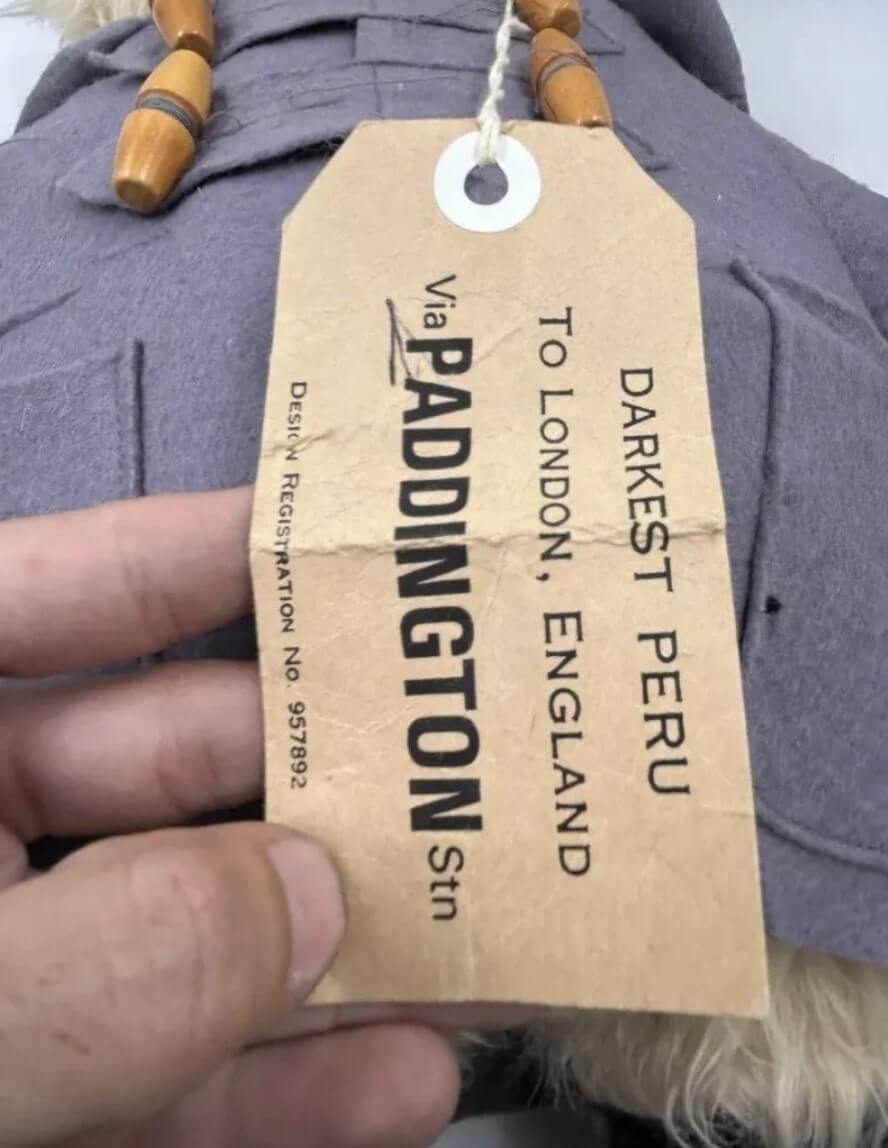 DARKEST PERU
TO LONDON, ENGLAND
Via PADDINGTON Stn
DESIGN REGISTRATION No. 957892